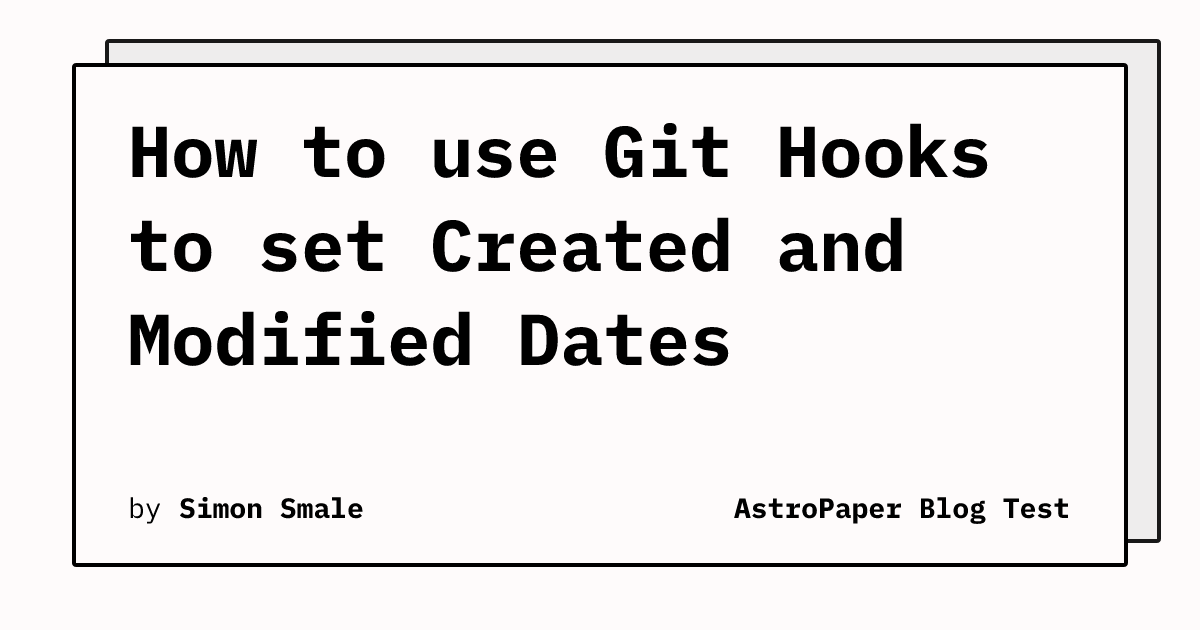 How to use Git Hooks
to set Created and
Modified Dates
by Simon Smale
AstroPaper Blog Test